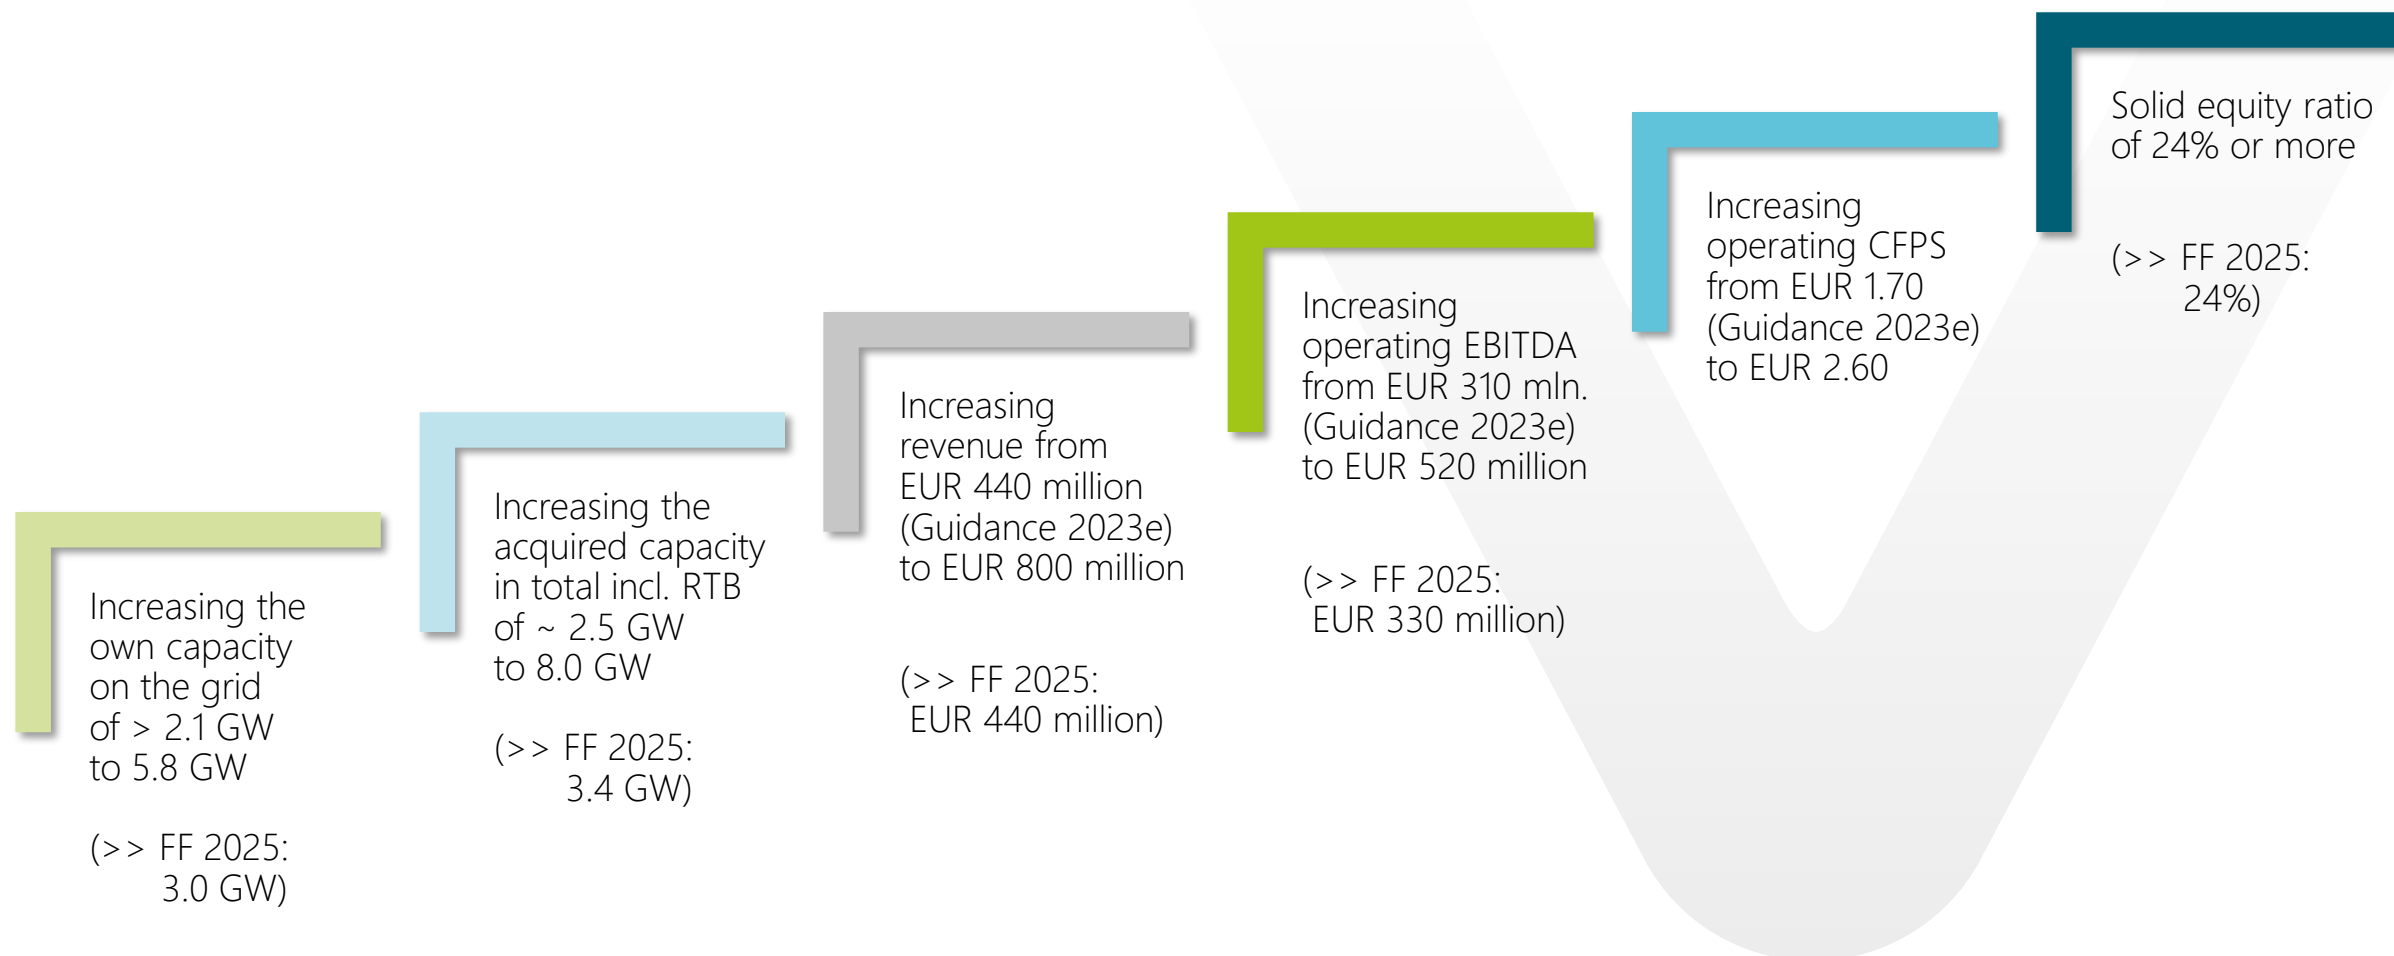 Increasing the
own capacity
on the grid
of > 2.1 GW
to 5.8 GW
(>> FF 2025:
3.0 GW)
Increasing the
acquired capacity
in total incl. RTB
of ~ 2.5 GW
to 8.0 GW
(>> FF 2025:
3.4 GW)
Increasing
revenue from
EUR 440 million
(Guidance 2023e)
to EUR 800 million
(>> FF 2025:
EUR 440 million)
Increasing
operating EBITDA
from EUR 310 mln.
(Guidance 2023e)
to EUR 520 million
(>> FF 2025:
EUR 330 million)
Increasing
operating CFPS
from EUR 1.70
(Guidance 2023e)
to EUR 2.60
Solid equity ratio
of 24% or more
(>> FF 2025:
24%)